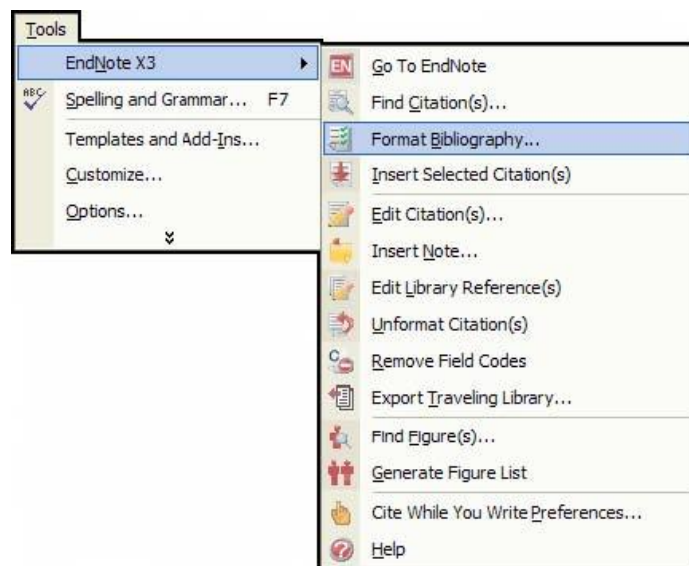 Tools
EndNote X3
ABC
Spelling and Grammar... F7
Templates and Add-Ins...
Customize...
Options...
EN Go To EndNote
Find Citation(s)...
Format Bibliography...
Insert Selected Citation(s)
Edit Citation(s)...
Insert Note...
Edit Library Reference(s)
Unformat Citation(s)
C Remove Field Codes
Export Traveling Library...
Find Figure(s)...
Generate Figure List
Cite While You Write Preferences...
? Help